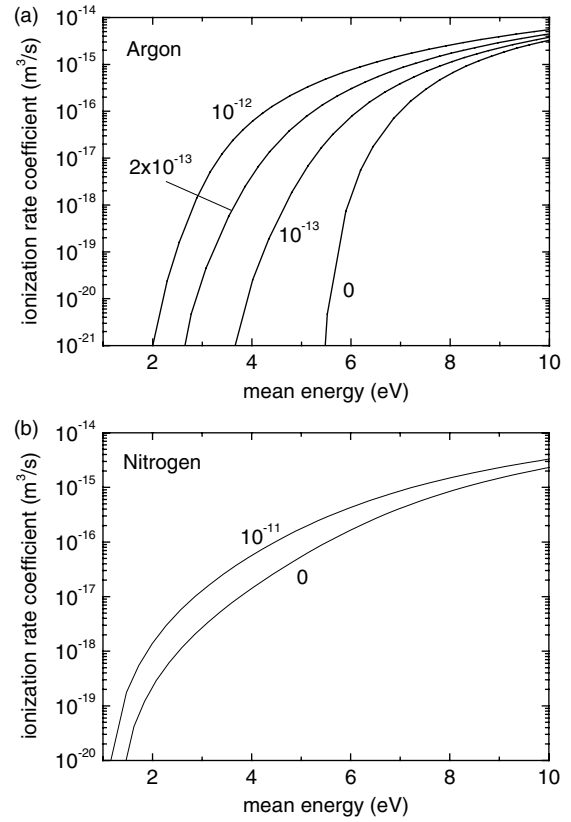 (a)
10⁻¹⁴
10⁻¹⁵
10⁻¹⁶
10⁻¹⁷
10⁻¹⁸
10⁻¹⁹
10⁻²⁰
10⁻²¹
ionization rate coefficient (m³/s)
Argon
10⁻¹²
2x10⁻¹³
10⁻¹³
0
2 4 6 8 10
mean energy (eV)
(b)
10⁻¹⁴
10⁻¹⁵
10⁻¹⁶
10⁻¹⁷
10⁻¹⁸
10⁻¹⁹
10⁻²⁰
ionization rate coefficient (m³/s)
Nitrogen
10⁻¹¹
0
2 4 6 8 10
mean energy (eV)